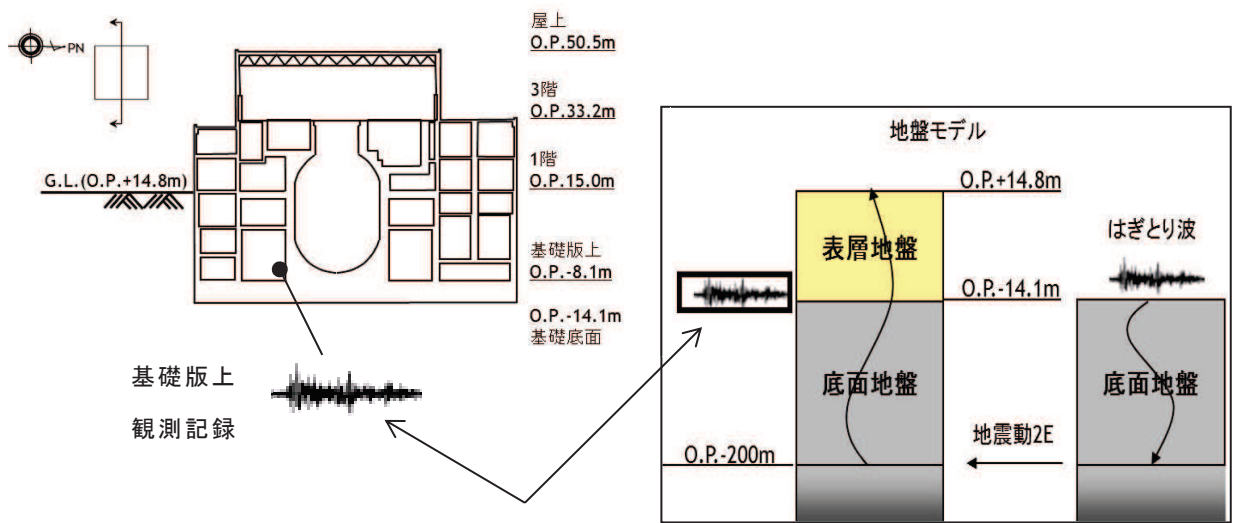 PN
屋上
O.P.50.5m
3階
O.P.33.2m
1階
O.P.15.0m
G.L.(O.P.+14.8m)
基礎版上
O.P.-8.1m
O.P.-14.1m
基礎底面
基礎版上
観測記録
地盤モデル
O.P.+14.8m
表層地盤
はぎとり波
O.P.-14.1m
底面地盤
底面地盤
地震動2E
O.P.-200m